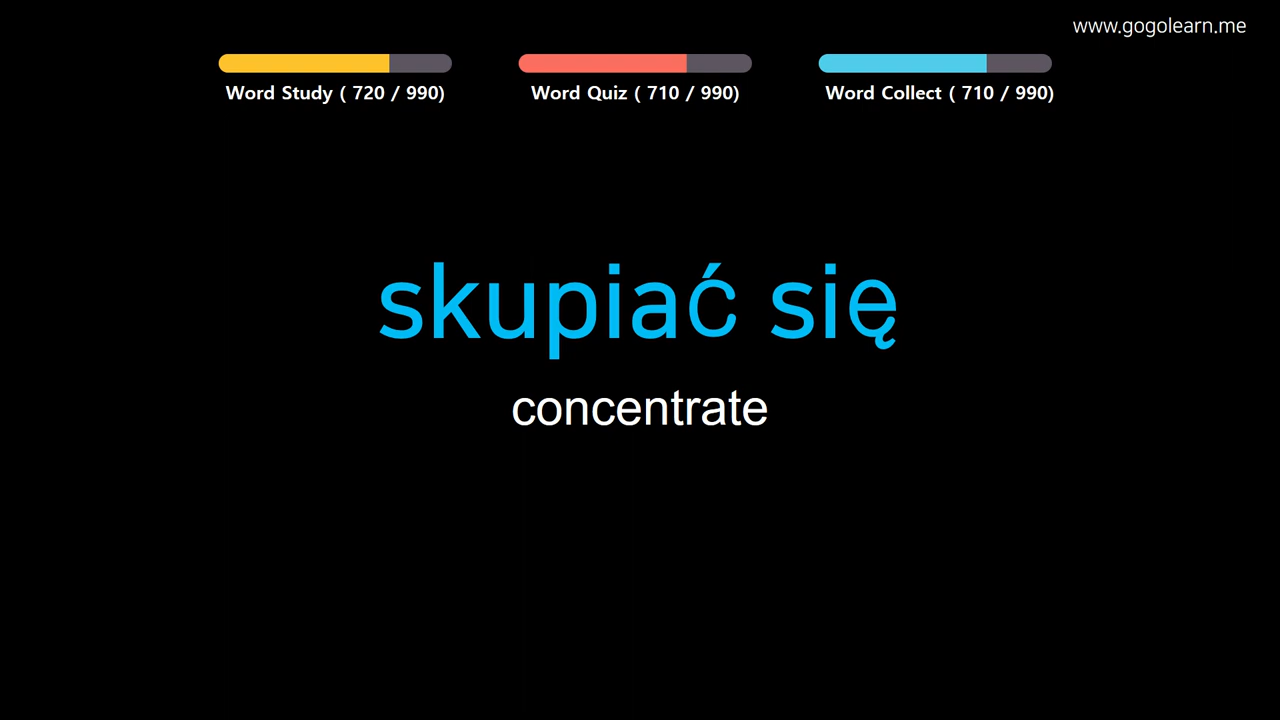 www.gogolearn.me
Word Study ( 720 / 990)
Word Quiz ( 710 / 990)
Word Collect ( 710 / 990)
skupiać się
concentrate